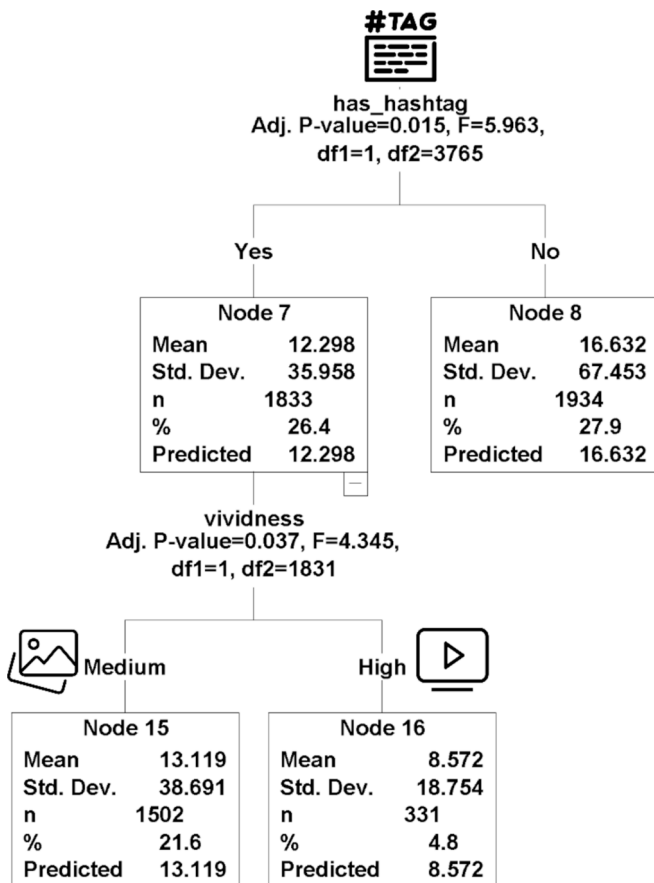 #TAG
has_hashtag
Adj. P-value=0.015, F=5.963,
df1=1, df2=3765
Yes
No
Node 7
Mean 12.298
Std. Dev. 35.958
n 1833
% 26.4
Predicted 12.298
Node 8
Mean 16.632
Std. Dev. 67.453
n 1934
% 27.9
Predicted 16.632
vividness
Adj. P-value=0.037, F=4.345,
df1=1, df2=1831
Medium
High
Node 15
Mean 13.119
Std. Dev. 38.691
n 1502
% 21.6
Predicted 13.119
Node 16
Mean 8.572
Std. Dev. 18.754
n 331
% 4.8
Predicted 8.572